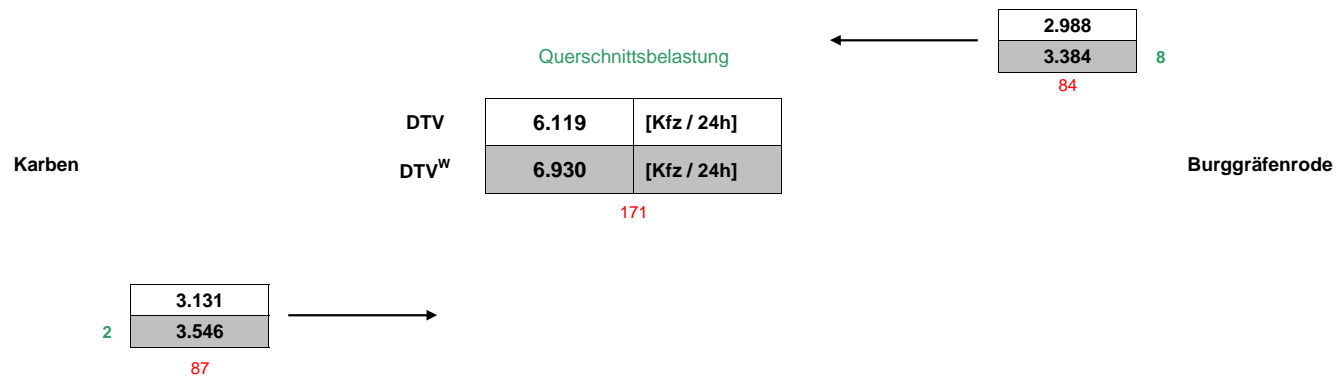 2.988
Querschnittsbelastung
3.384 8
84
DTV 6.119 [Kfz / 24h]
Karben DTVW 6.930 [Kfz / 24h] Burggräfenrode
171
3.131
2 3.546
87